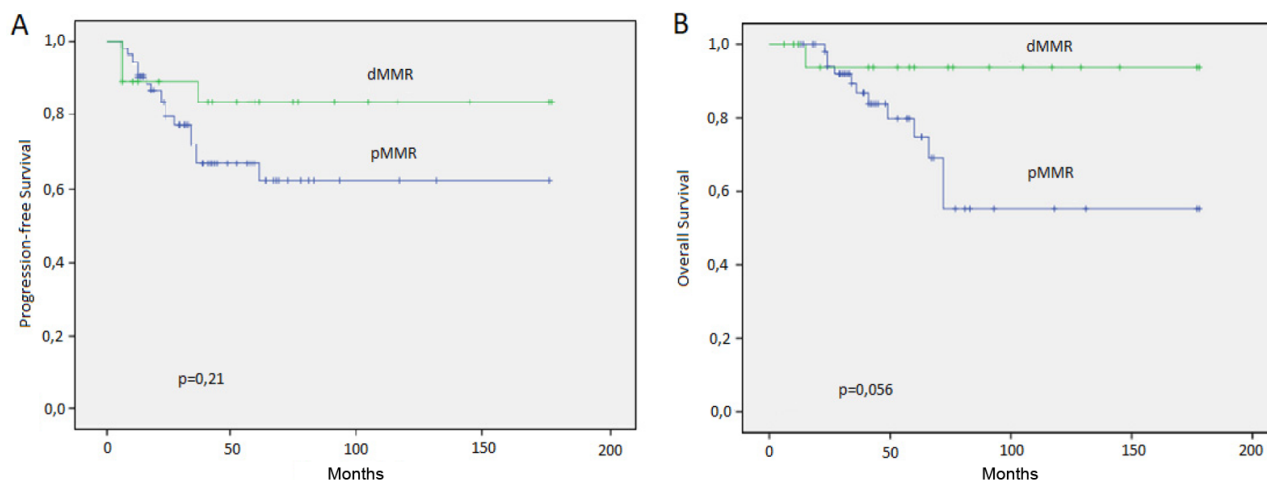 A
Progression-free Survival
1,0
0,8
0,6
0,4
0,2
0,0
dMMR
pMMR
p=0,21
0 50 100 150 200
Months
B
Overall Survival
1,0
0,8
0,6
0,4
0,2
0,0
dMMR
pMMR
p=0,056
0 50 100 150 200
Months